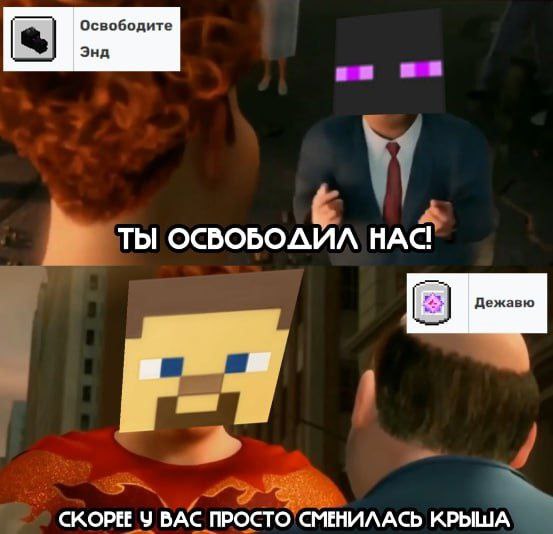 Освободите
Энд
ТЫ ОСВОБОДИЛ НАС!
Дежавю
СКОРЕЕ У ВАС ПРОСТО СМЕНИЛАСЬ КРЫША